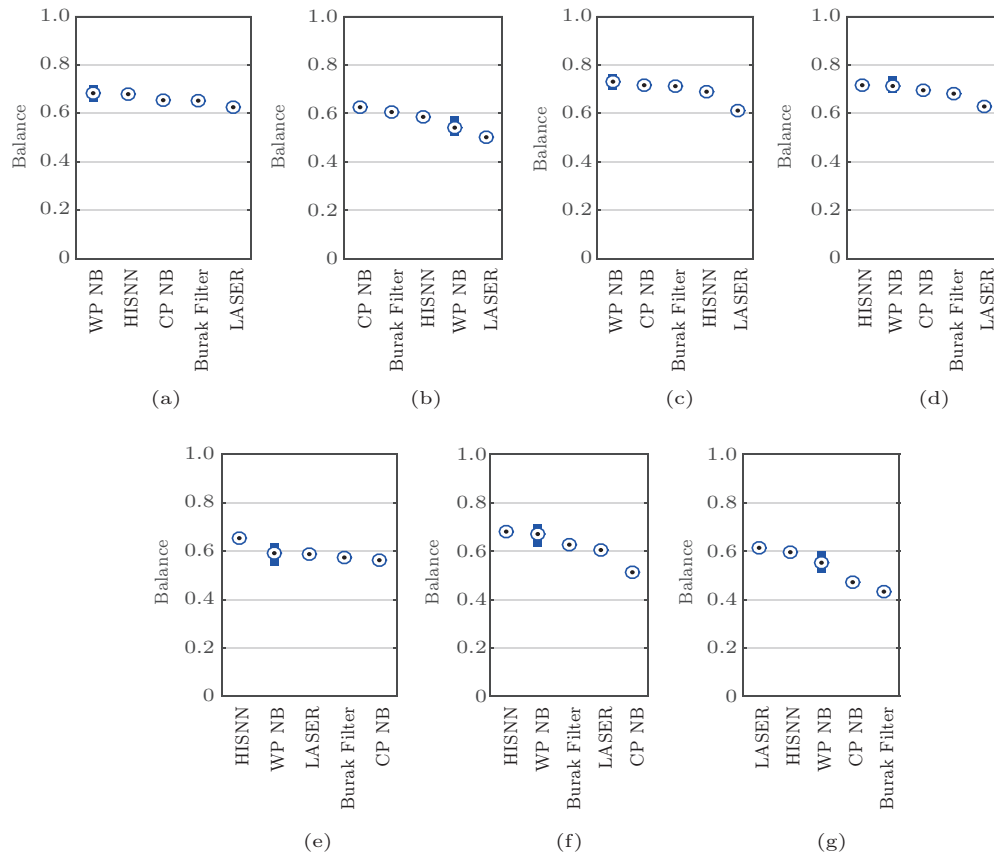 1.0
0.8
0.6
0.4
0.2
0
Balance
WP NB
HISNN
CP NB
Burak Filter
LASER
(a)
1.0
0.8
0.6
0.4
0.2
0
Balance
CP NB
Burak Filter
HISNN
WP NB
LASER
(b)
1.0
0.8
0.6
0.4
0.2
0
Balance
WP NB
CP NB
Burak Filter
HISNN
LASER
(c)
1.0
0.8
0.6
0.4
0.2
0
Balance
HISNN
WP NB
CP NB
Burak Filter
LASER
(d)
1.0
0.8
0.6
0.4
0.2
0
Balance
HISNN
WP NB
LASER
Burak Filter
CP NB
(e)
1.0
0.8
0.6
0.4
0.2
0
Balance
HISNN
WP NB
Burak Filter
LASER
CP NB
(f)
1.0
0.8
0.6
0.4
0.2
0
Balance
LASER
HISNN
WP NB
CP NB
Burak Filter
(g)